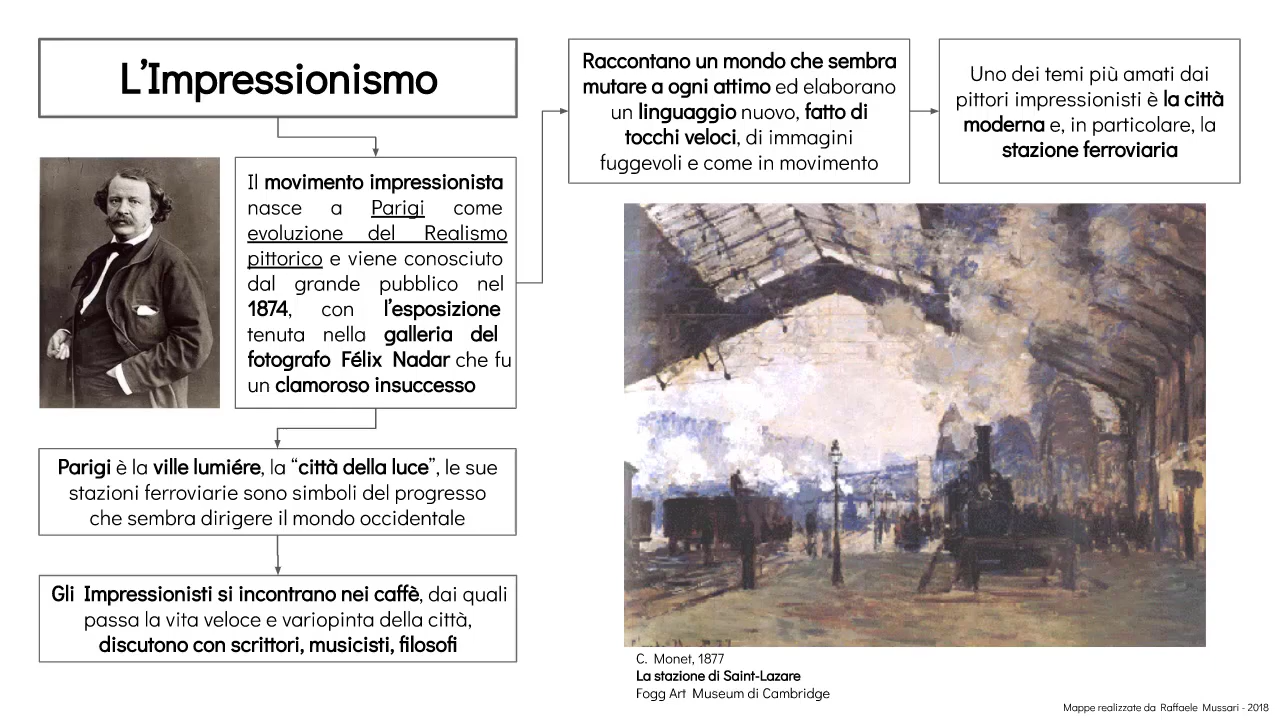 L'Impressionismo
Il movimento impressionista
nasce a Parigi come
evoluzione del Realismo
pittorico e viene conosciuto
dal grande pubblico nel
1874, con l'esposizione
tenuta nella galleria del
fotografo Félix Nadar che fu
un clamoroso insuccesso
Parigi è la ville lumiére, la “città della luce”, le sue
stazioni ferroviarie sono simboli del progresso
che sembra dirigere il mondo occidentale
Gli Impressionisti si incontrano nei caffè, dai quali
passa la vita veloce e variopinta della città,
discutono con scrittori, musicisti, filosofi
Raccontano un mondo che sembra
mutare a ogni attimo ed elaborano
un linguaggio nuovo, fatto di
tocchi veloci, di immagini
fuggevoli e come in movimento
Uno dei temi più amati dai
pittori impressionisti è la città
moderna e, in particolare, la
stazione ferroviaria
C. Monet, 1877
La stazione di Saint-Lazare
Fogg Art Museum di Cambridge
Mappe realizzate da Raffaele Mussari - 2018